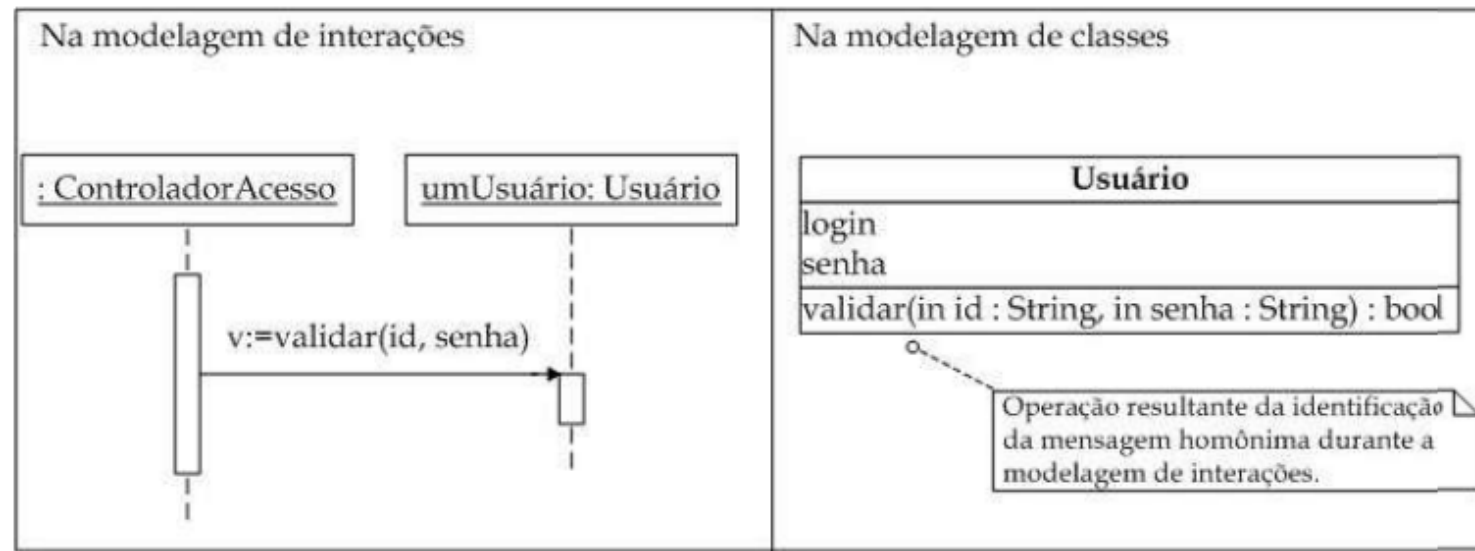 Na modelagem de interações
: ControladorAcesso
umUsuário: Usuário
v:=validar(id, senha)
Na modelagem de classes
Usuário
login
senha
validar(in id : String, in senha : String) : bool
Operação resultante da identificação
da mensagem homônima durante a
modelagem de interações.